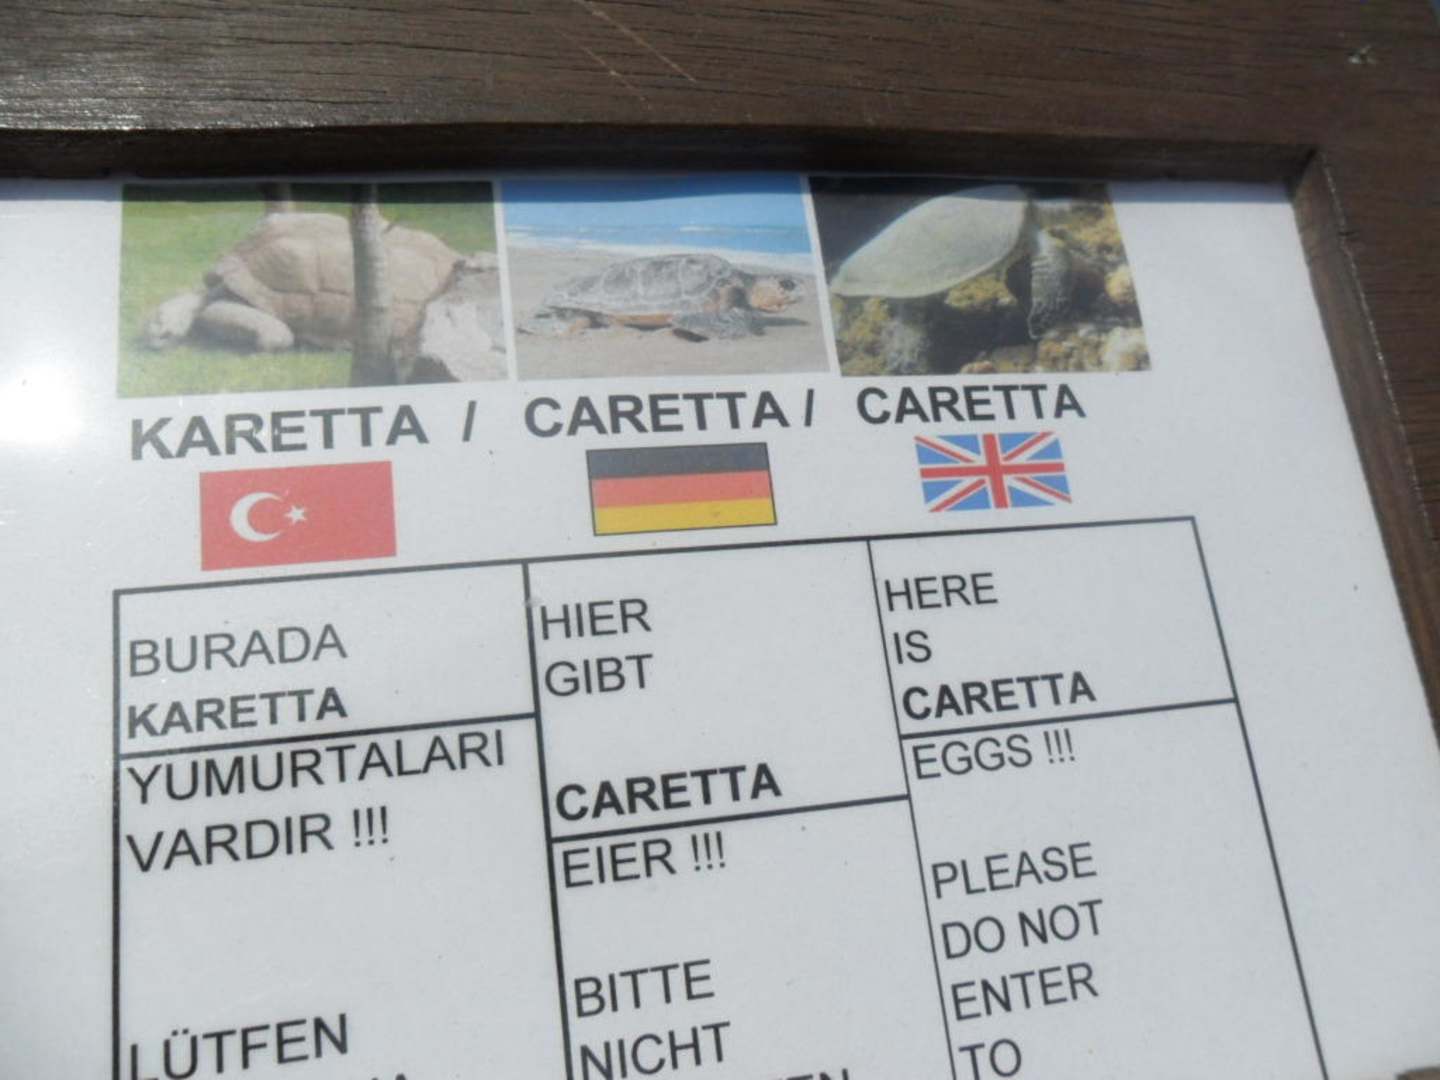 KARETTA / CARETTA / CARETTA
BURADA
KARETTA
YUMURTALARI
VARDIR !!!
LÜTFEN
HIER
GIBT
CARETTA
EIER !!!
BITTE
NICHT
HERE
IS
CARETTA
EGGS !!!
PLEASE
DO NOT
ENTER
TO